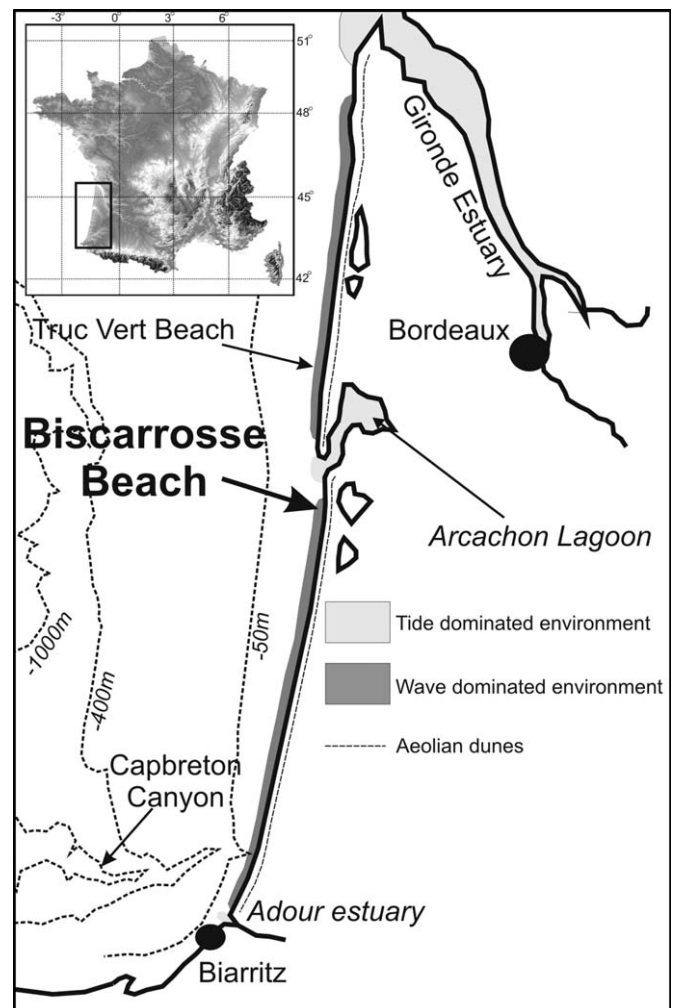 -3° 0° 3° 6°
51°
48°
45°
42°
Gironde Estuary
Truc Vert Beach
Bordeaux
Biscarrosse
Beach
Arcachon Lagoon
Tide dominated environment
-1000m
-50m
Wave dominated environment
-400m
Aeolian dunes
Capbreton
Canyon
Adour estuary
Biarritz